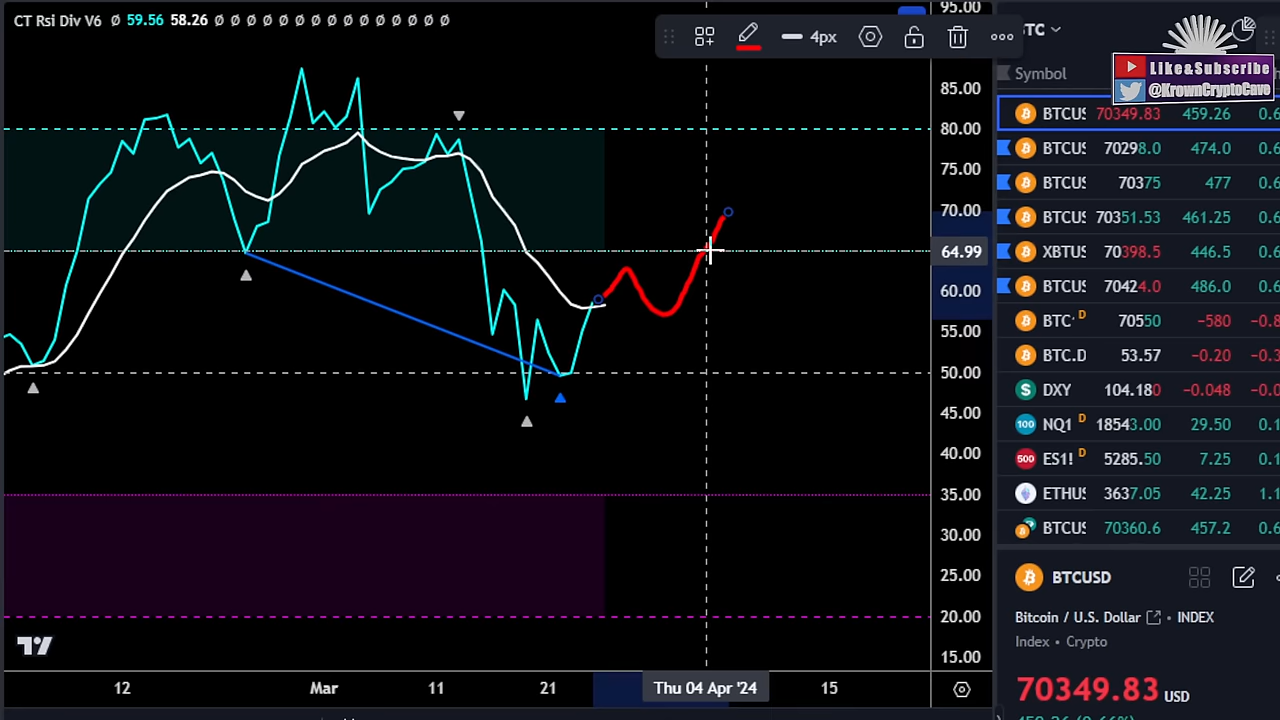 CT Rsi Div V6 Ø 59.56 58.26 Ø Ø Ø Ø Ø Ø Ø Ø Ø Ø Ø Ø Ø Ø Ø Ø Ø Ø
4px
TC
Like&Subscribe
@KrownCryptoCave
Symbol
BTCUS 70349.83 459.26 0.6
BTCUS 70298.0 474.0 0.6
BTCUS 70375 477 0.6
BTCUS 70351.53 461.25 0.6
XBTUS 70398.5 446.5 0.6
BTCUS 70424.0 486.0 0.6
BTC D 70550 −580 −0.8
BTC.D 53.57 −0.20 −0.3
DXY 104.180 −0.048 −0.0
100 NQ1 D 18543.00 29.50 0.1
500 ES1! D 5285.50 7.25 0.1
ETHUS 3637.05 42.25 1.1
BTCUS 70360.6 457.2 0.6
BTCUSD
Bitcoin / U.S. Dollar • INDEX
Index • Crypto
70349.83 USD
95.00
85.00
80.00
75.00
70.00
64.99
60.00
55.00
50.00
45.00
40.00
35.00
30.00
25.00
20.00
15.00
12 Mar 11 21 Thu 04 Apr '24 15